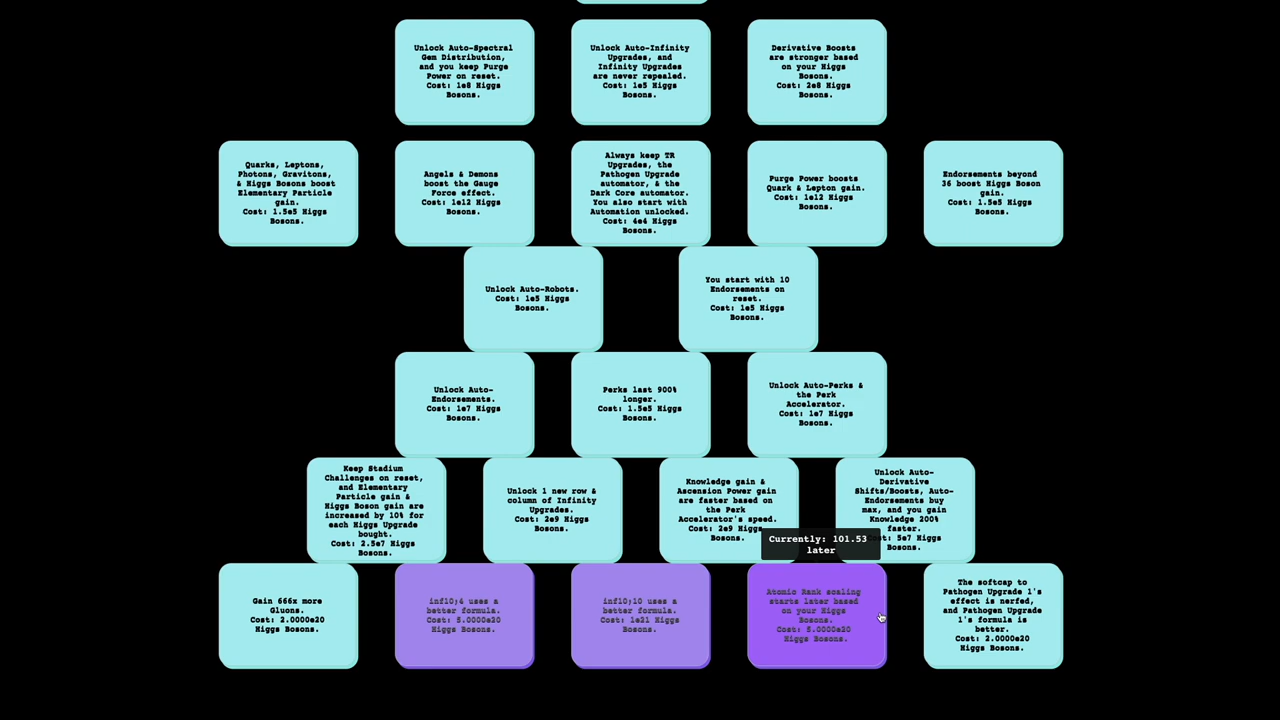 Unlock Auto-Spectral
Gem Distribution,
and you keep Purge
Power on reset.
Cost: 1e8 Higgs
Bosons.
Unlock Auto-Infinity
Upgrades, and
Infinity Upgrades
are never repealed.
Cost: 1e5 Higgs
Bosons.
Derivative Boosts
are stronger based
on your Higgs
Bosons.
Cost: 2e8 Higgs
Bosons.
Quarks, Leptons,
Photons, Gravitons,
& Higgs Bosons boost
Elementary Particle
gain.
Cost: 1.5e5 Higgs
Bosons.
Angels & Demons
boost the Gauge
Force effect.
Cost: 1e12 Higgs
Bosons.
Always keep TR
Upgrades, the
Pathogen Upgrade
automator, & the
Dark Core automator.
You also start with
Automation unlocked.
Cost: 4e4 Higgs
Bosons.
Purge Power boosts
Quark & Lepton gain.
Cost: 1e12 Higgs
Bosons.
Endorsements beyond
36 boost Higgs Boson
gain.
Cost: 1.5e5 Higgs
Bosons.
Unlock Auto-Robots.
Cost: 1e5 Higgs
Bosons.
You start with 10
Endorsements on
reset.
Cost: 1e5 Higgs
Bosons.
Unlock Auto-
Endorsements.
Cost: 1e7 Higgs
Bosons.
Perks last 900%
longer.
Cost: 1.5e5 Higgs
Bosons.
Unlock Auto-Perks &
the Perk
Accelerator.
Cost: 1e7 Higgs
Bosons.
Keep Stadium
Challenges on reset,
and Elementary
Particle gain &
Higgs Boson gain are
increased by 10% for
each Higgs Upgrade
bought.
Cost: 2.5e7 Higgs
Bosons.
Unlock 1 new row &
column of Infinity
Upgrades.
Cost: 2e9 Higgs
Bosons.
Knowledge gain &
Ascension Power gain
are faster based on
the Perk
Accelerator's speed.
Cost: 2e9 Higgs
Bosons.
Unlock Auto-
Derivative
Shifts/Boosts, Auto-
Endorsements buy
max, and you gain
Knowledge 200%
faster.
5e7 Higgs
Bosons.
Currently: 101.53
later
Gain 666x more
Gluons.
Cost: 2.0000e20
Higgs Bosons.
inf10;4 uses a
better formula.
Cost: 5.0000e20
Higgs Bosons.
inf10;10 uses a
better formula.
Cost: 1e21 Higgs
Bosons.
Atomic Rank scaling
starts later based
on your Higgs
Bosons.
Cost: 5.0000e20
Higgs Bosons.
The softcap to
Pathogen Upgrade 1's
effect is nerfed,
and Pathogen Upgrade
1's formula is
better.
Cost: 2.0000e20
Higgs Bosons.